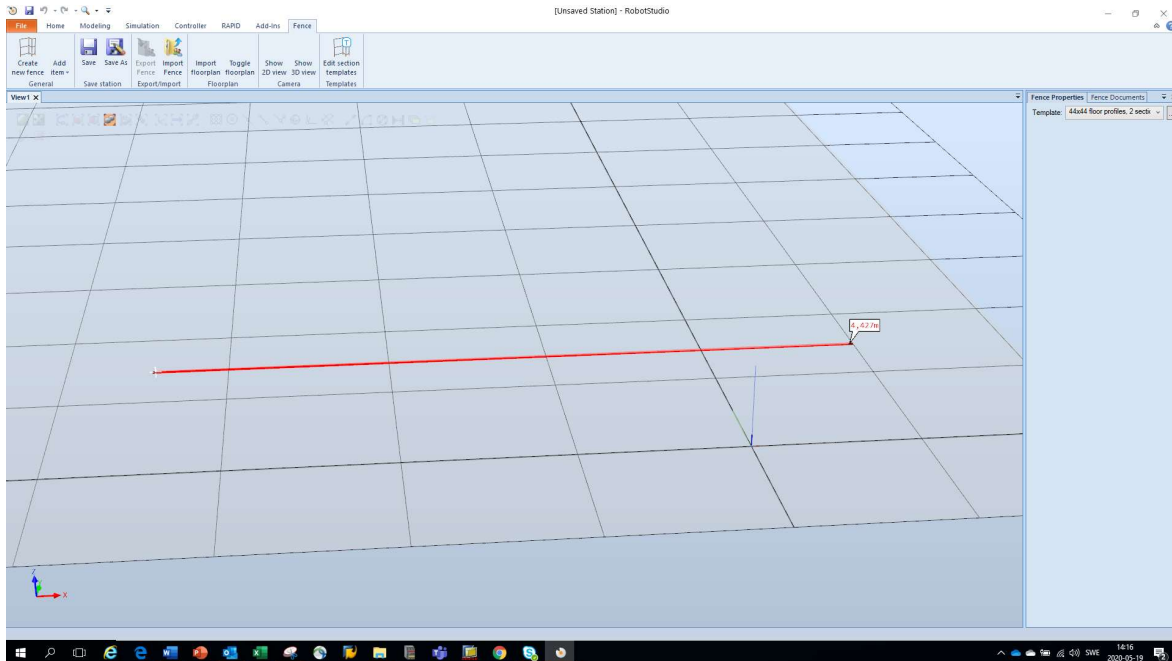 [Unsaved Station] - RobotStudio
File Home Modeling Simulation Controller RAPID Add-Ins Fence
Create new fence
Add item
Save
Save As
Export Fence
Import Fence
Import floorplan
Toggle floorplan
Show 2D view
Show 3D view
Edit section templates
General Save station Export/Import Floorplan Camera Templates
View1 X
Fence Properties Fence Documents
Template: 44x44 floor profiles, 2 secti
4,427m
Z
X
SWE
14:16
2020-05-19